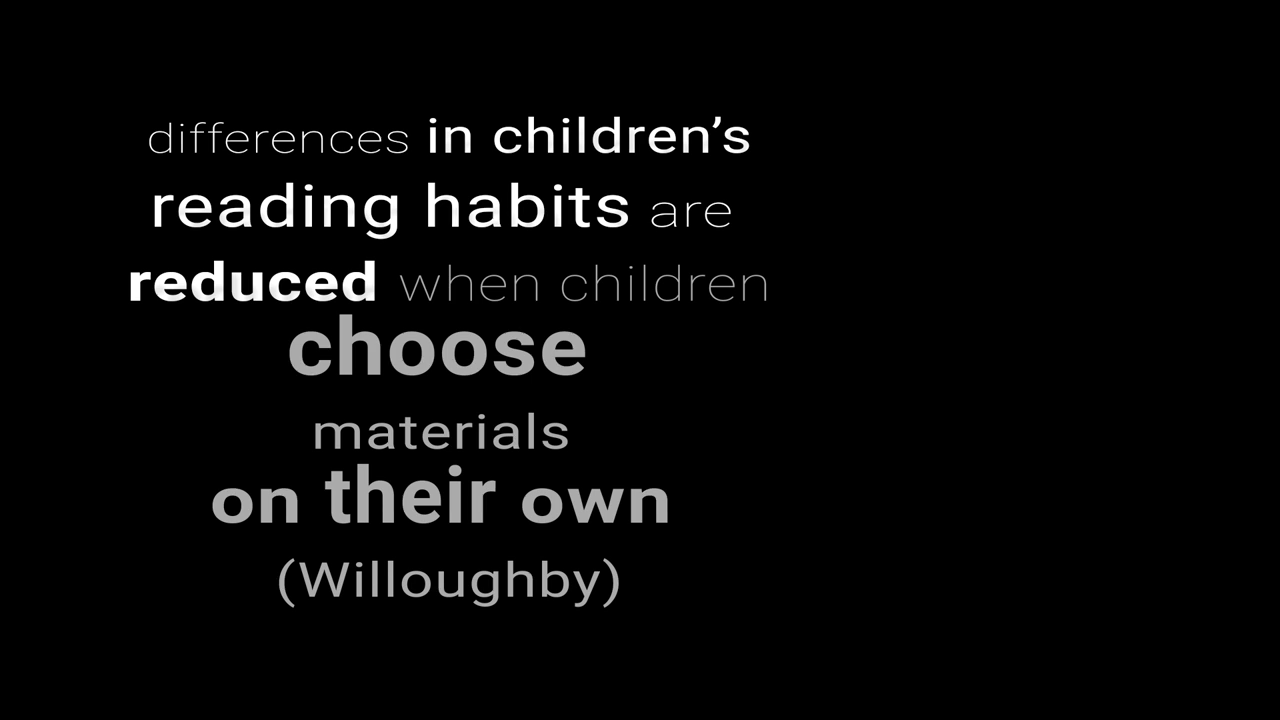 differences in children’s
reading habits are
reduced when children
choose
materials
on their own
(Willoughby)